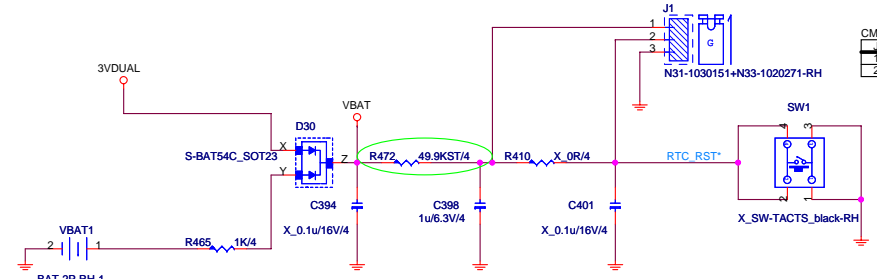 J1
1
2
3
G
N31-1030151+N33-1020271-RH
CM
1
2
3VDUAL
VBAT
D30
X
Y
Z
S-BAT54C_SOT23
R472
49.9KST/4
R410
X_0R/4
RTC_RST*
SW1
4
3
2
1
X_SW-TACTS_black-RH
C394
X_0.1u/16V/4
C398
1u/6.3V/4
C401
X_0.1u/16V/4
VBAT1
2
1
R465
1K/4
BAT-2P-RH-1